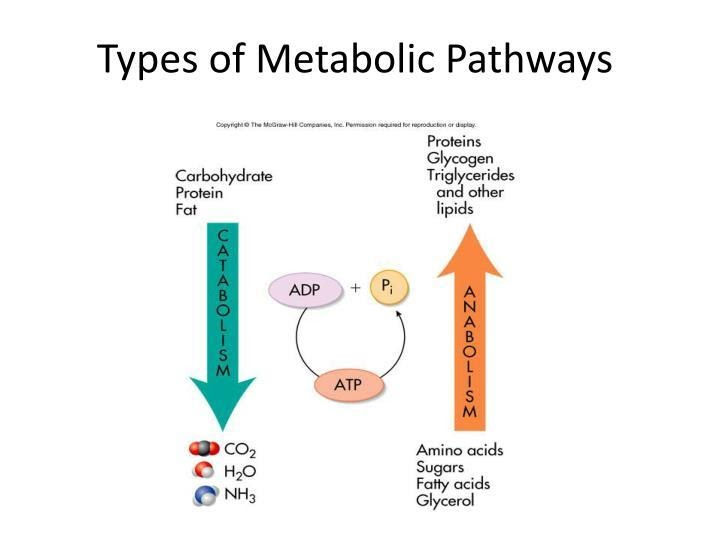 Types of Metabolic Pathways
Copyright © The McGraw-Hill Companies, Inc. Permission required for reproduction or display.
Carbohydrate
Protein
Fat
CATABOLISM
CO₂
H₂O
NH₃
ADP + Pᵢ
ATP
Proteins
Glycogen
Triglycerides
and other
lipids
ANABOLISM
Amino acids
Sugars
Fatty acids
Glycerol